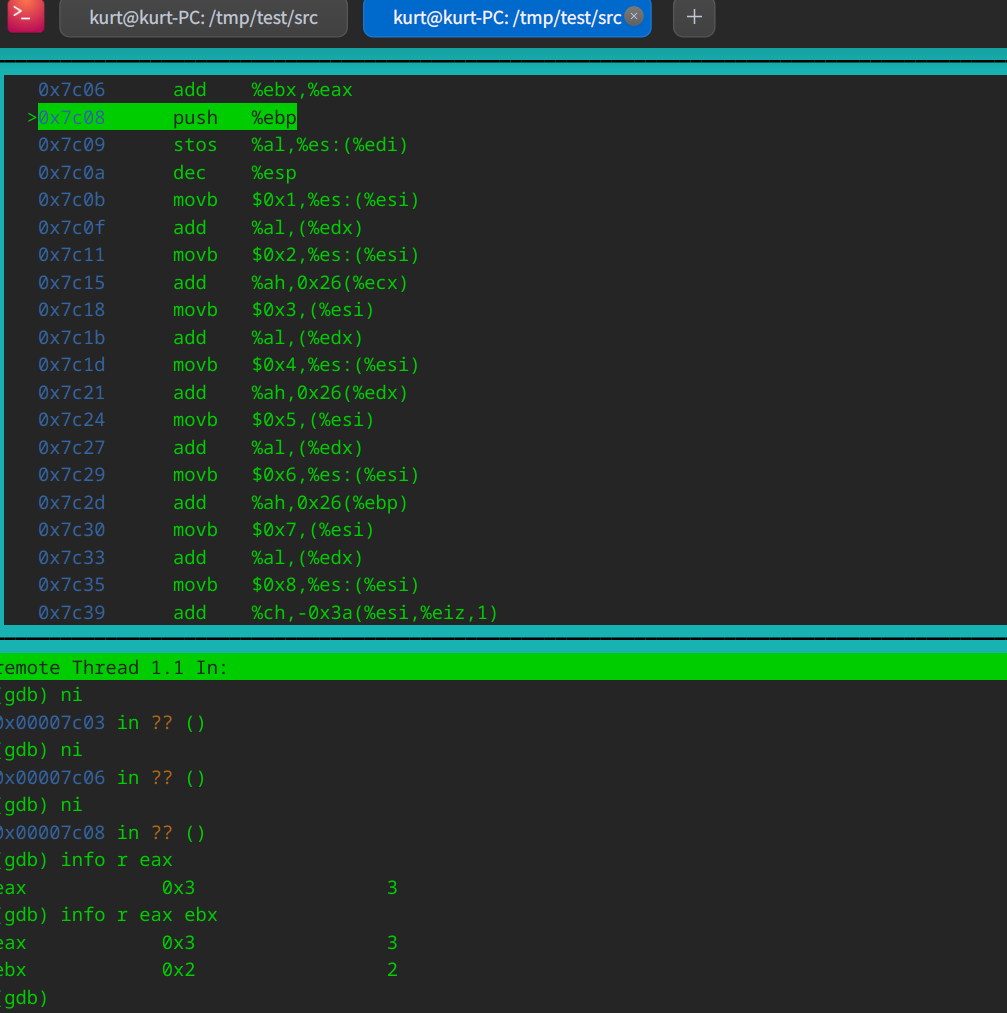 >_ kurt@kurt-PC: /tmp/test/src kurt@kurt-PC: /tmp/test/src × +
0x7c06 add %ebx,%eax
>0x7c08 push %ebp
0x7c09 stos %al,%es:(%edi)
0x7c0a dec %esp
0x7c0b movb $0x1,%es:(%esi)
0x7c0f add %al,(%edx)
0x7c11 movb $0x2,%es:(%esi)
0x7c15 add %ah,0x26(%ecx)
0x7c18 movb $0x3,(%esi)
0x7c1b add %al,(%edx)
0x7c1d movb $0x4,%es:(%esi)
0x7c21 add %ah,0x26(%edx)
0x7c24 movb $0x5,(%esi)
0x7c27 add %al,(%edx)
0x7c29 movb $0x6,%es:(%esi)
0x7c2d add %ah,0x26(%ebp)
0x7c30 movb $0x7,(%esi)
0x7c33 add %al,(%edx)
0x7c35 movb $0x8,%es:(%esi)
0x7c39 add %ch,-0x3a(%esi,%eiz,1)
remote Thread 1.1 In:
(gdb) ni
0x00007c03 in ?? ()
(gdb) ni
0x00007c06 in ?? ()
(gdb) ni
0x00007c08 in ?? ()
(gdb) info r eax
eax 0x3 3
(gdb) info r eax ebx
eax 0x3 3
ebx 0x2 2
(gdb)